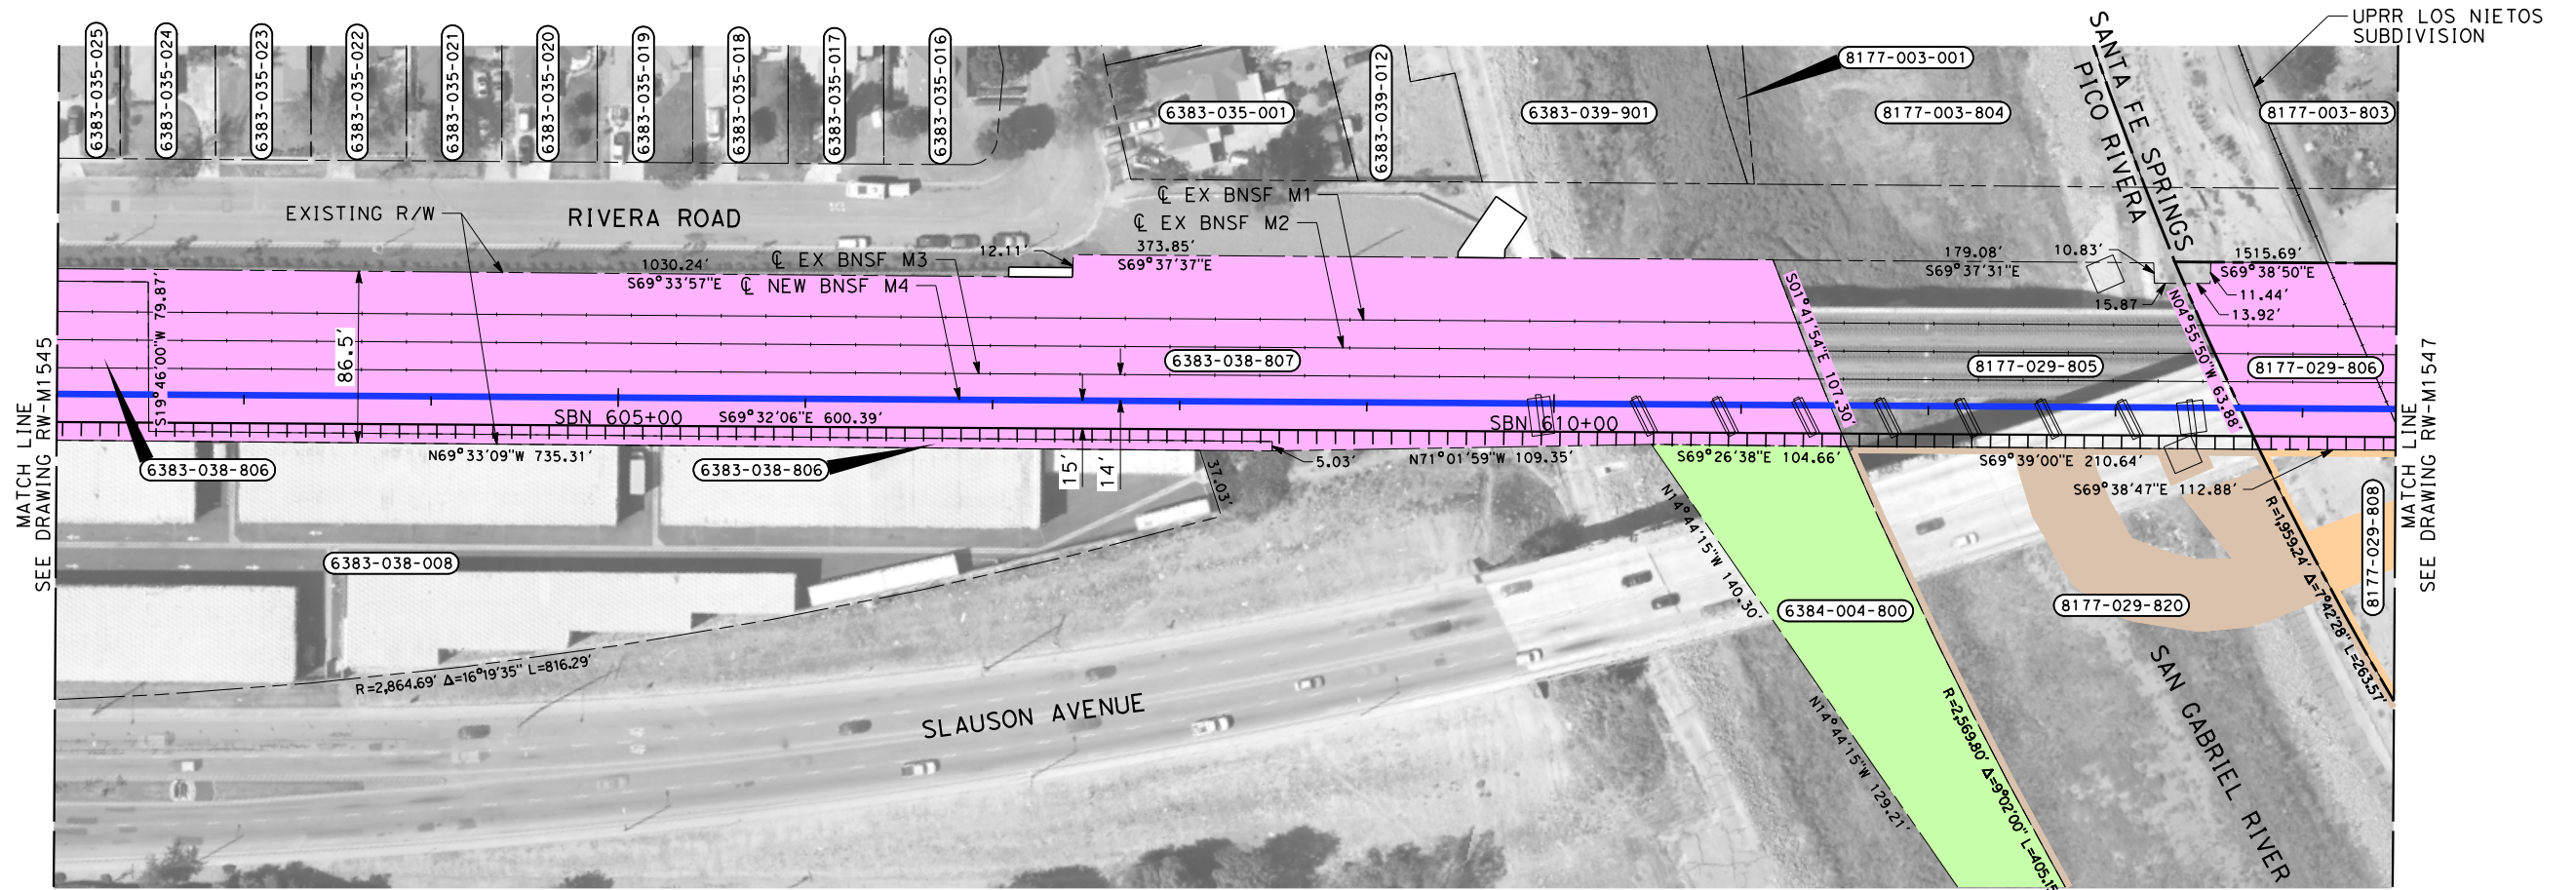 6383-035-025
6383-035-024
6383-035-023
6383-035-022
6383-035-021
6383-035-020
6383-035-019
6383-035-018
6383-035-017
6383-035-016
6383-035-001
6383-039-012
6383-039-901
8177-003-001
8177-003-804
SANTA FE SPRINGS
PICO RIVERA
UPRR LOS NIETOS
SUBDIVISION
8177-003-803
EXISTING R/W
RIVERA ROAD
℄ EX BNSF M1
℄ EX BNSF M2
℄ EX BNSF M3
℄ NEW BNSF M4
12.11'
373.85'
S69°37'37"E
1030.24'
S69°33'57"E
179.08'
S69°37'31"E
10.83'
1515.69'
S69°38'50"E
15.87
11.44'
13.92'
S19°46'00"W 79.87'
86.5'
S01°41'54"E 107.30'
N04°55'50"W 63.88'
6383-038-807
8177-029-805
8177-029-806
MATCH LINE
SEE DRAWING RW-M1545
MATCH LINE
SEE DRAWING RW-M1547
SBN 605+00
S69°32'06"E 600.39'
SBN 610+00
6383-038-806
N69°33'09"W 735.31'
6383-038-806
15'
14'
37.03'
5.03'
N71°01'59"W 109.35'
S69°26'38"E 104.66'
S69°39'00"E 210.64'
S69°38'47"E 112.88'
8177-029-808
6383-038-008
N14°44'15"W 140.30'
6384-004-800
8177-029-820
R=1,959.24' Δ=7°42'28" L=263.57'
R=2,864.69' Δ=16°19'35" L=816.29'
SLAUSON AVENUE
N14°44'15"W 129.21'
R=2,569.80' Δ=9°02'00" L=405.15
SAN GABRIEL RIVER